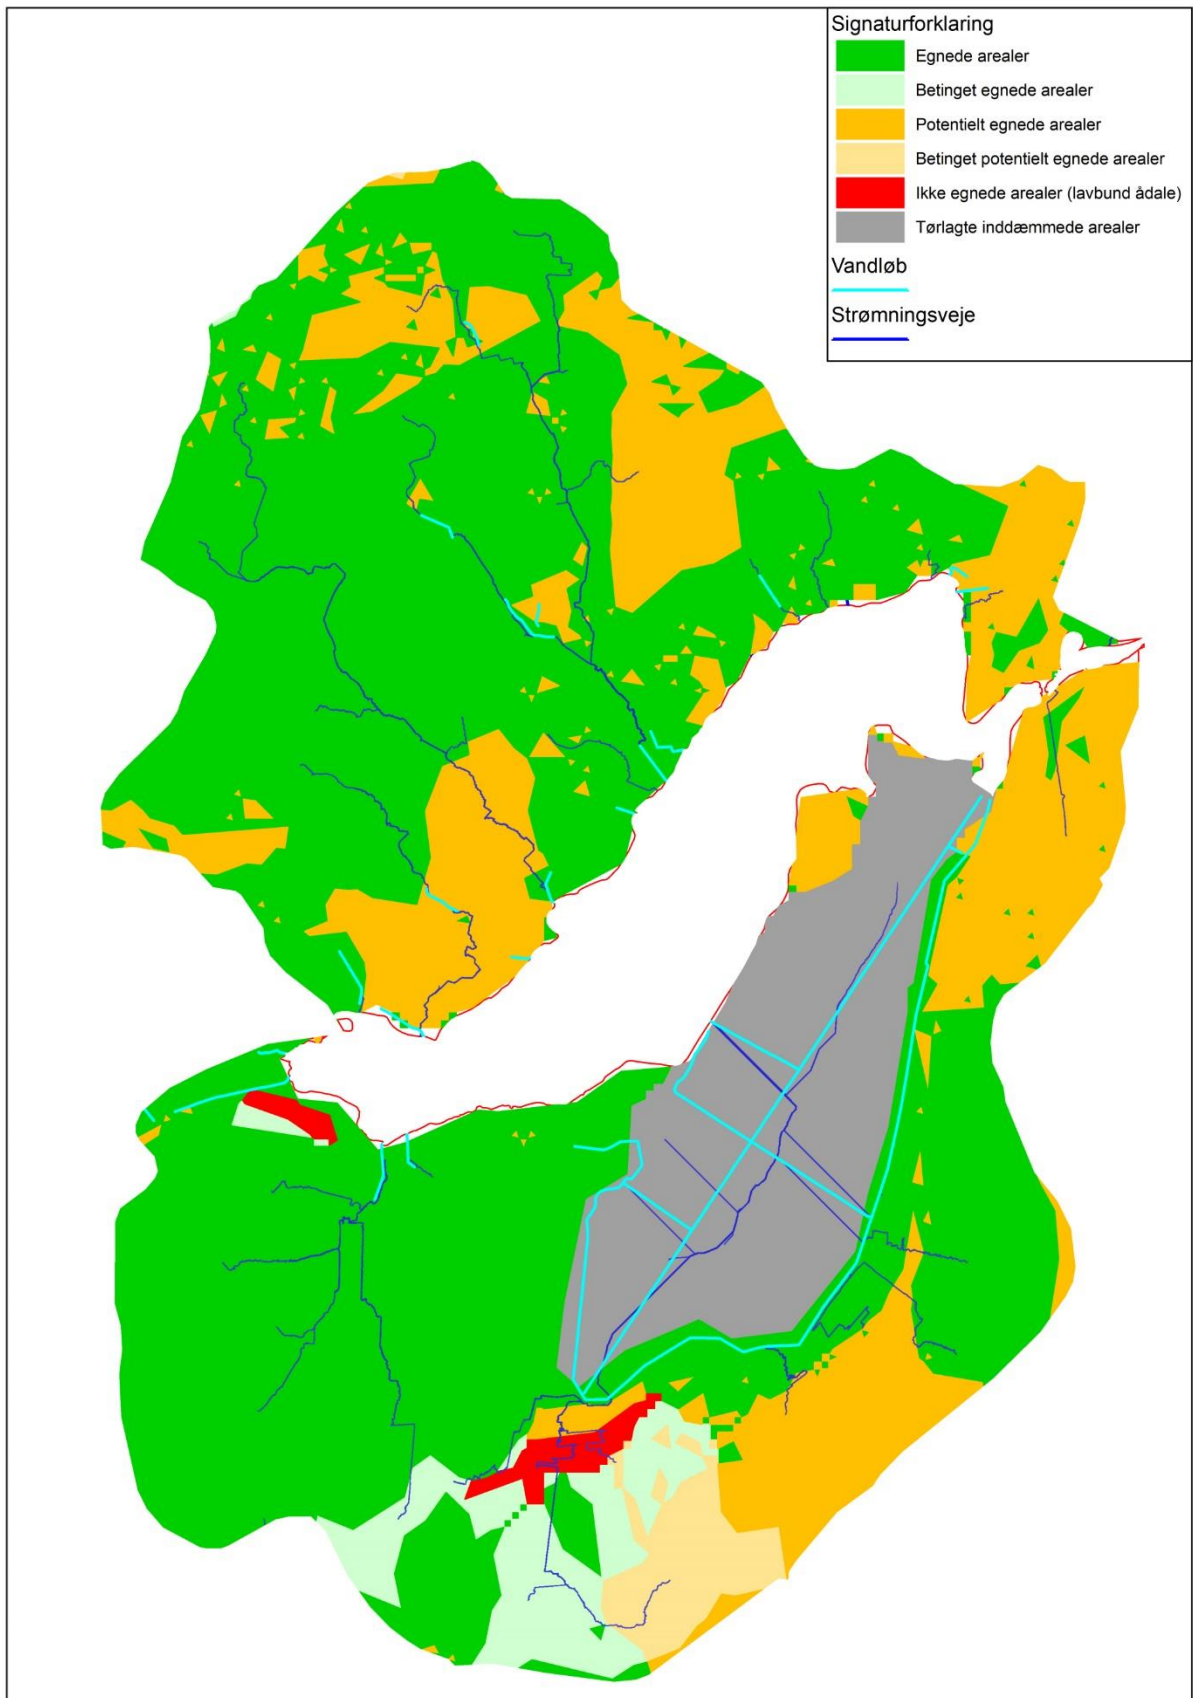 Signaturforklaring
Egnede arealer
Betinget egnede arealer
Potentielt egnede arealer
Betinget potentielt egnede arealer
Ikke egnede arealer (lavbund ådale)
Tørlagte inddæmmede arealer
Vandløb
Strømningsveje